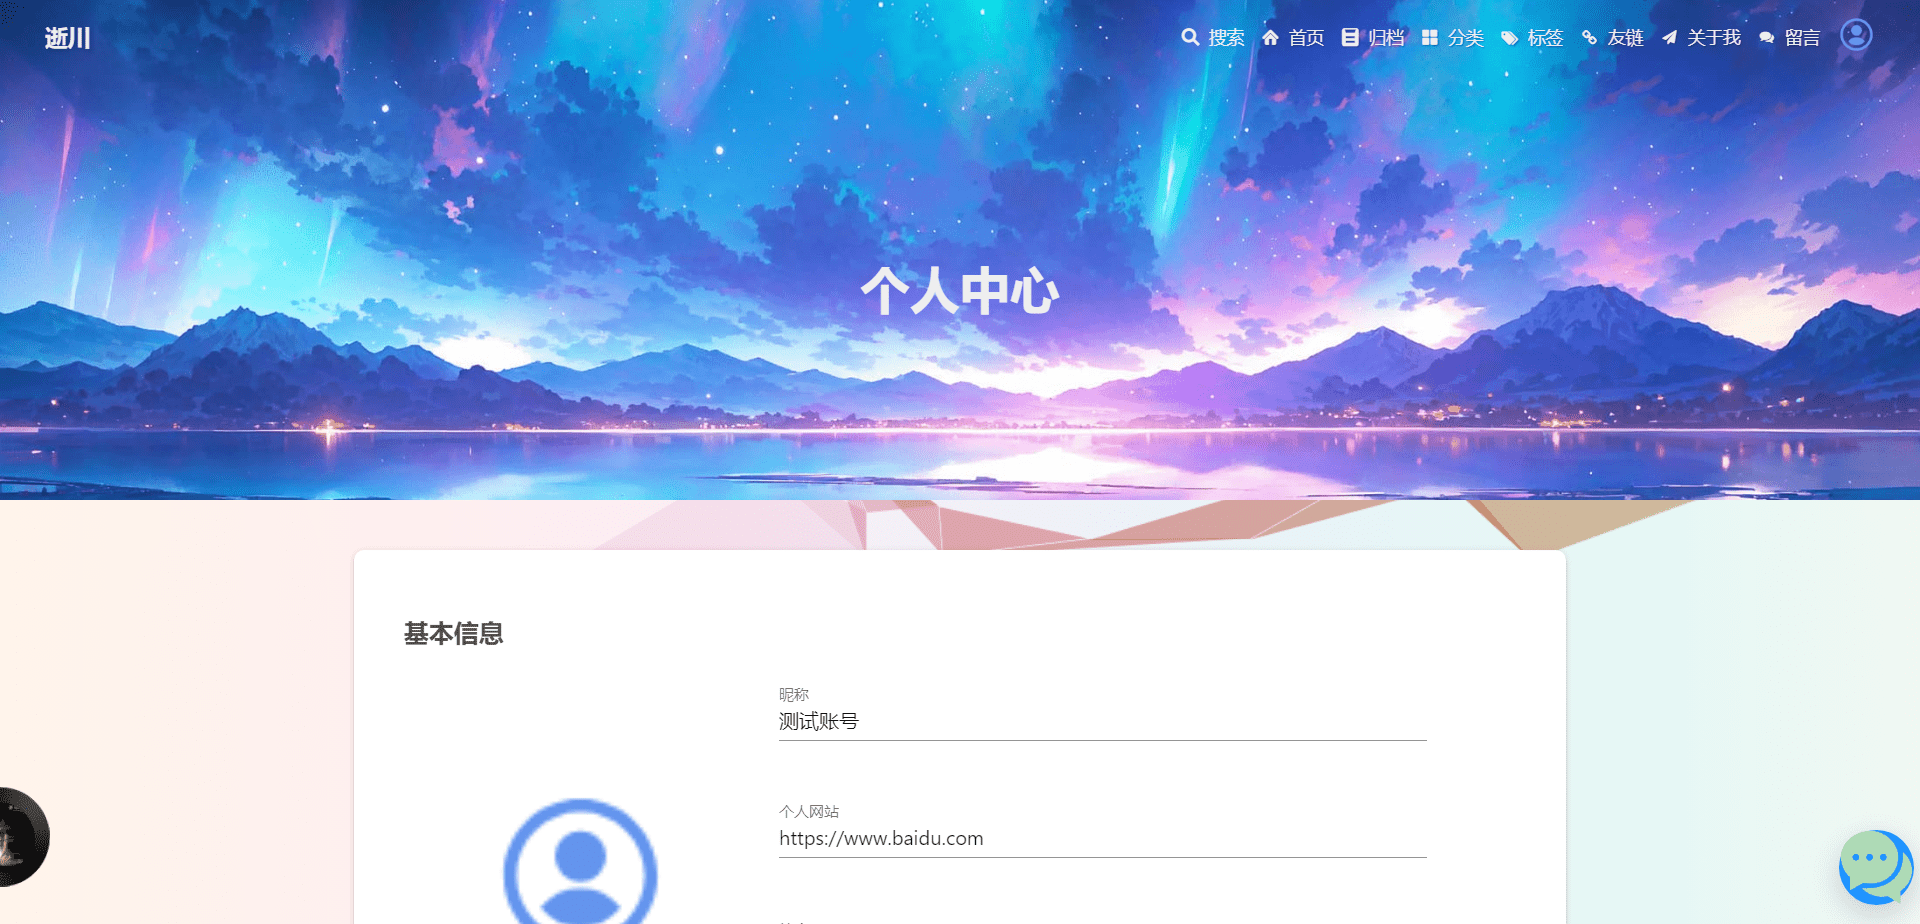 逝川
搜索 首页 归档 分类 标签 友链 关于我 留言
个人中心
基本信息
昵称
测试账号
个人网站
https://www.baidu.com